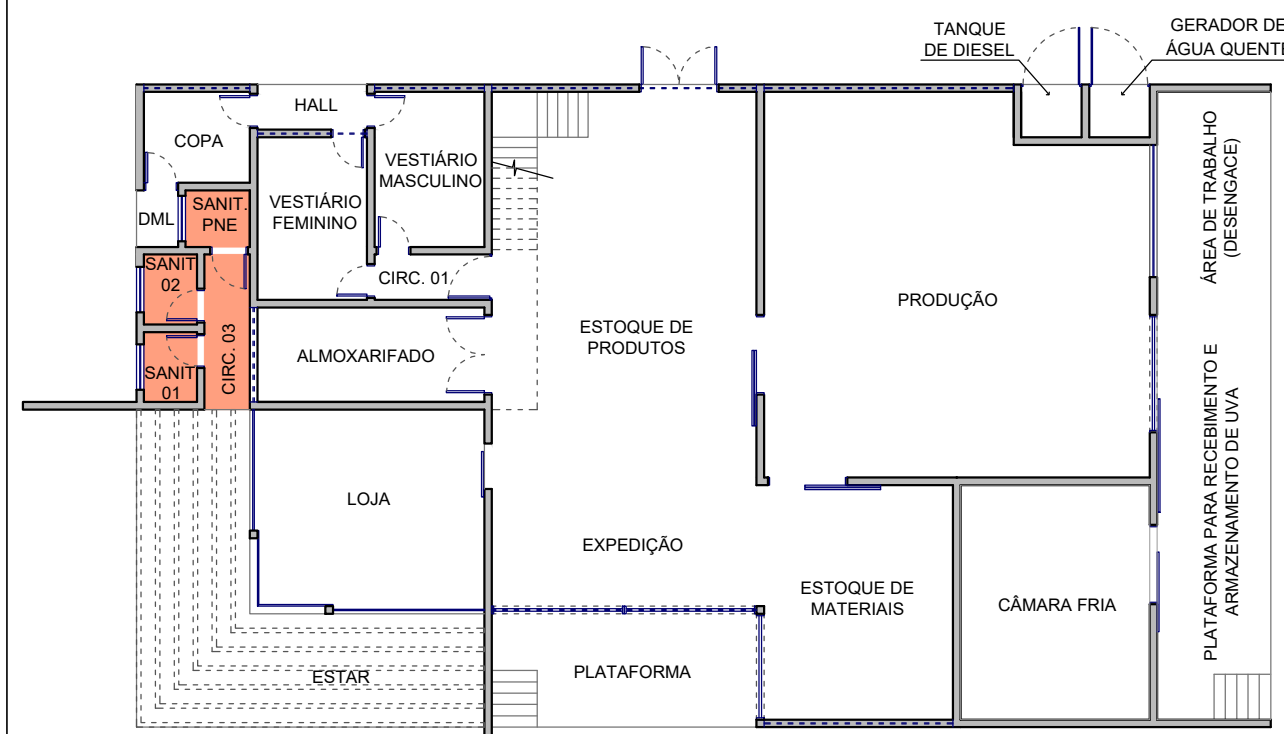 TANQUE
DE DIESEL
GERADOR DE
ÁGUA QUENTE
HALL
COPA
VESTIÁRIO
MASCULINO
VESTIÁRIO
FEMININO
SANIT.
PNE
DML
SANIT
02
SANIT
01
CIRC. 03
CIRC. 01
ALMOXARIFADO
ESTOQUE DE
PRODUTOS
PRODUÇÃO
ÁREA DE TRABALHO
(DESENGACE)
PLATAFORMA PARA RECEBIMENTO E
ARMAZENAMENTO DE UVA
LOJA
EXPEDIÇÃO
ESTOQUE DE
MATERIAIS
CÂMARA FRIA
ESTAR
PLATAFORMA